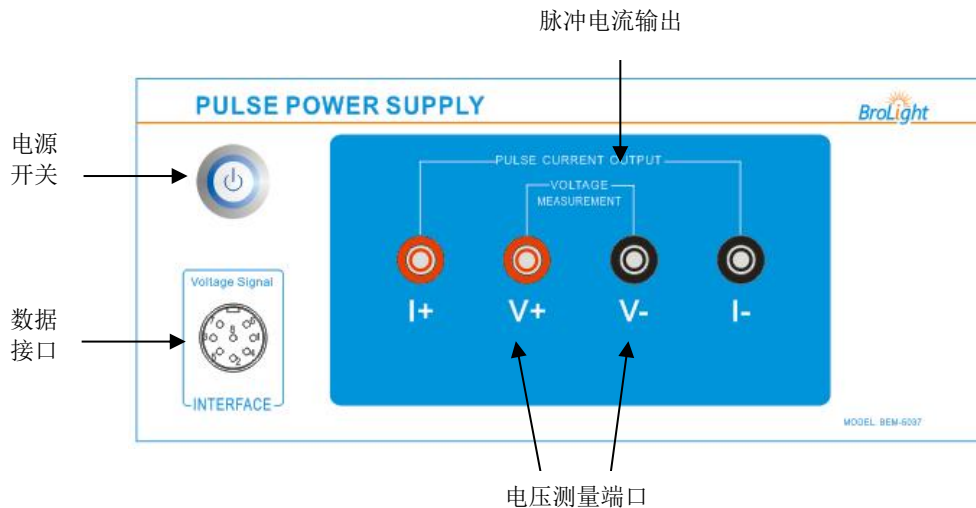 脉冲电流输出
PULSE POWER SUPPLY
BroLight
电源
开关
PULSE CURRENT OUTPUT
VOLTAGE
MEASUREMENT
I+
V+
V-
I-
数据
接口
Voltage Signal
INTERFACE
MODEL: BEM-5037
电压测量端口